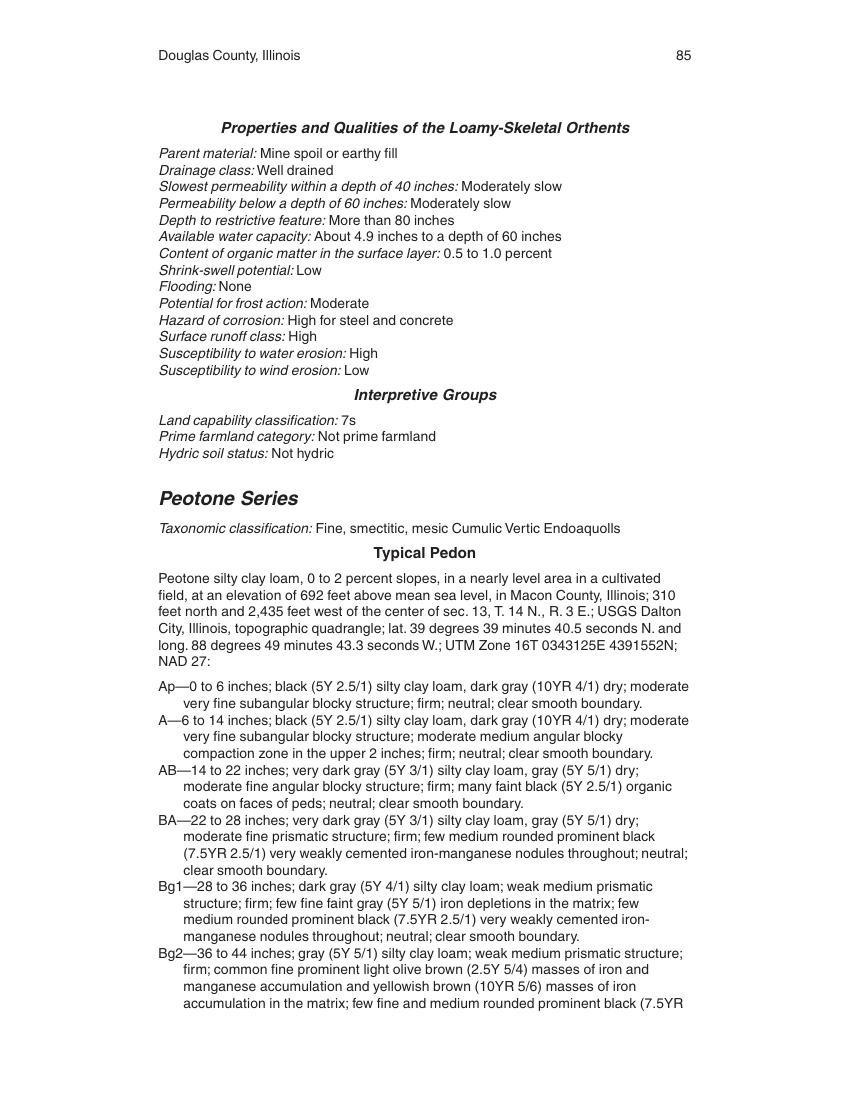 Douglas County, Illinois 85
Properties and Qualities of the Loamy-Skeletal Orthents
Parent material: Mine spoil or earthy fill
Drainage class: Well drained
Slowest permeability within a depth of 40 inches: Moderately slow
Permeability below a depth of 60 inches: Moderately slow
Depth to restrictive feature: More than 80 inches
Available water capacity: About 4.9 inches to a depth of 60 inches
Content of organic matter in the surface layer: 0.5 to 1.0 percent
Shrink-swell potential: Low
Flooding: None
Potential for frost action: Moderate
Hazard of corrosion: High for steel and concrete
Surface runoff class: High
Susceptibility to water erosion: High
Susceptibility to wind erosion: Low
Interpretive Groups
Land capability classification: 7s
Prime farmland category: Not prime farmland
Hydric soil status: Not hydric
Peotone Series
Taxonomic classification: Fine, smectitic, mesic Cumulic Vertic Endoaquolls
Typical Pedon
Peotone silty clay loam, 0 to 2 percent slopes, in a nearly level area in a cultivated
field, at an elevation of 692 feet above mean sea level, in Macon County, Illinois; 310
feet north and 2,435 feet west of the center of sec. 13, T. 14 N., R. 3 E.; USGS Dalton
City, Illinois, topographic quadrangle; lat. 39 degrees 39 minutes 40.5 seconds N. and
long. 88 degrees 49 minutes 43.3 seconds W.; UTM Zone 16T 0343125E 4391552N;
NAD 27:
Ap—0 to 6 inches; black (5Y 2.5/1) silty clay loam, dark gray (10YR 4/1) dry; moderate
very fine subangular blocky structure; firm; neutral; clear smooth boundary.
A—6 to 14 inches; black (5Y 2.5/1) silty clay loam, dark gray (10YR 4/1) dry; moderate
very fine subangular blocky structure; moderate medium angular blocky
compaction zone in the upper 2 inches; firm; neutral; clear smooth boundary.
AB—14 to 22 inches; very dark gray (5Y 3/1) silty clay loam, gray (5Y 5/1) dry;
moderate fine angular blocky structure; firm; many faint black (5Y 2.5/1) organic
coats on faces of peds; neutral; clear smooth boundary.
BA—22 to 28 inches; very dark gray (5Y 3/1) silty clay loam, gray (5Y 5/1) dry;
moderate fine prismatic structure; firm; few medium rounded prominent black
(7.5YR 2.5/1) very weakly cemented iron-manganese nodules throughout; neutral;
clear smooth boundary.
Bg1—28 to 36 inches; dark gray (5Y 4/1) silty clay loam; weak medium prismatic
structure; firm; few fine faint gray (5Y 5/1) iron depletions in the matrix; few
medium rounded prominent black (7.5YR 2.5/1) very weakly cemented iron-
manganese nodules throughout; neutral; clear smooth boundary.
Bg2—36 to 44 inches; gray (5Y 5/1) silty clay loam; weak medium prismatic structure;
firm; common fine prominent light olive brown (2.5Y 5/4) masses of iron and
manganese accumulation and yellowish brown (10YR 5/6) masses of iron
accumulation in the matrix; few fine and medium rounded prominent black (7.5YR